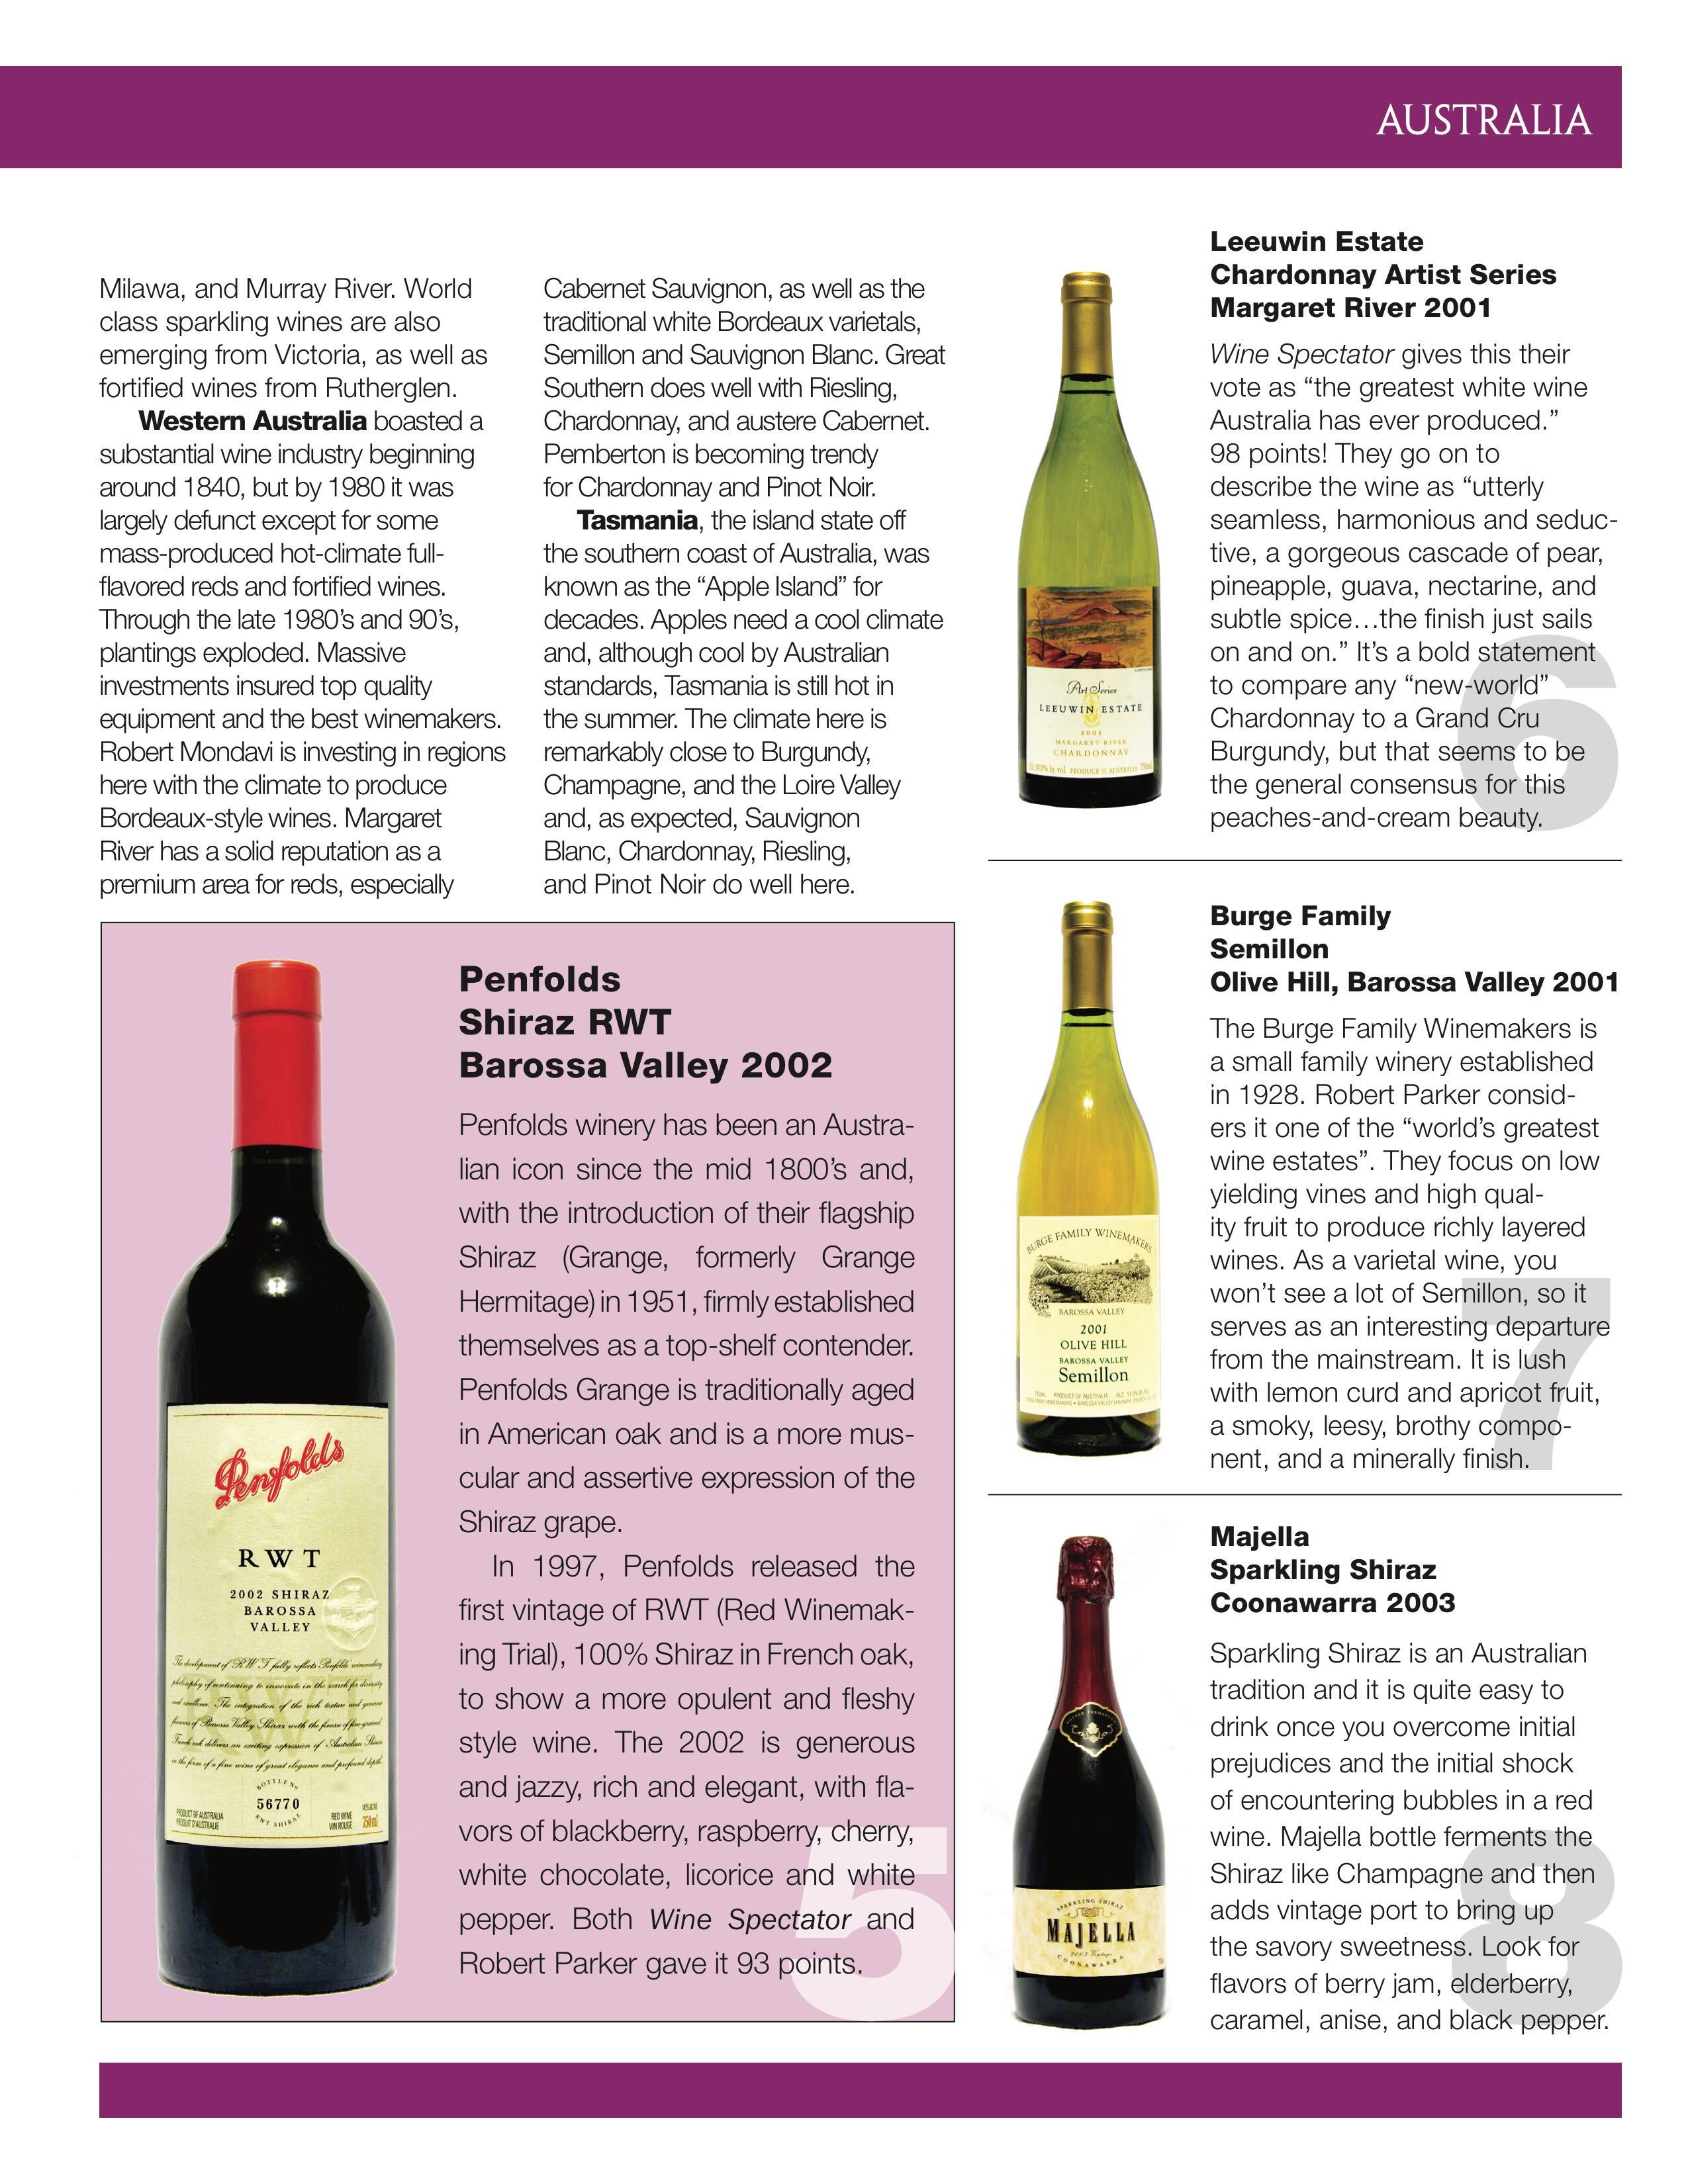 AUSTRALIA
Milawa, and Murray River. World
class sparkling wines are also
emerging from Victoria, as well as
fortified wines from Rutherglen.
Western Australia boasted a
substantial wine industry beginning
around 1840, but by 1980 it was
largely defunct except for some
mass-produced hot-climate full-
flavored reds and fortified wines.
Through the late 1980’s and 90’s,
plantings exploded. Massive
investments insured top quality
equipment and the best winemakers.
Robert Mondavi is investing in regions
here with the climate to produce
Bordeaux-style wines. Margaret
River has a solid reputation as a
premium area for reds, especially
Cabernet Sauvignon, as well as the
traditional white Bordeaux varietals,
Semillon and Sauvignon Blanc. Great
Southern does well with Riesling,
Chardonnay, and austere Cabernet.
Pemberton is becoming trendy
for Chardonnay and Pinot Noir.
Tasmania, the island state off
the southern coast of Australia, was
known as the “Apple Island” for
decades. Apples need a cool climate
and, although cool by Australian
standards, Tasmania is still hot in
the summer. The climate here is
remarkably close to Burgundy,
Champagne, and the Loire Valley
and, as expected, Sauvignon
Blanc, Chardonnay, Riesling,
and Pinot Noir do well here.
Penfolds
RWT
2002 SHIRAZ
BAROSSA
VALLEY
The development of RWT fully reflects Penfolds' winemaking
philosophy of continuing to innovate in the search for diversity
and excellence. The integration of the rich texture and generous
flavours of Barossa Valley Shiraz with the finesse of fine-grained
French oak delivers an exciting expression of Australian Shiraz
in the form of a fine wine of great elegance and profound depth.
BOTTLE No
56770
RWT SHIRAZ
PRODUCT OF AUSTRALIA
PRODUIT D'AUSTRALIE
RED WINE
VIN ROUGE
750ml
Penfolds
Shiraz RWT
Barossa Valley 2002
Penfolds winery has been an Austra-
lian icon since the mid 1800’s and,
with the introduction of their flagship
Shiraz (Grange, formerly Grange
Hermitage) in 1951, firmly established
themselves as a top-shelf contender.
Penfolds Grange is traditionally aged
in American oak and is a more mus-
cular and assertive expression of the
Shiraz grape.
In 1997, Penfolds released the
first vintage of RWT (Red Winemak-
ing Trial), 100% Shiraz in French oak,
to show a more opulent and fleshy
style wine. The 2002 is generous
and jazzy, rich and elegant, with fla-
vors of blackberry, raspberry, cherry,
white chocolate, licorice and white
pepper. Both Wine Spectator and
Robert Parker gave it 93 points.
5
Art Series
LEEUWIN ESTATE
2001
MARGARET RIVER
CHARDONNAY
by vol. PRODUCE OF AUSTRALIA 750ml
Leeuwin Estate
Chardonnay Artist Series
Margaret River 2001
Wine Spectator gives this their
vote as “the greatest white wine
Australia has ever produced.”
98 points! They go on to
describe the wine as “utterly
seamless, harmonious and seduc-
tive, a gorgeous cascade of pear,
pineapple, guava, nectarine, and
subtle spice…the finish just sails
on and on.” It’s a bold statement
to compare any “new-world”
Chardonnay to a Grand Cru
Burgundy, but that seems to be
the general consensus for this
peaches-and-cream beauty.
6
BURGE FAMILY WINEMAKERS
BAROSSA VALLEY
2001
OLIVE HILL
BAROSSA VALLEY
Semillon
PRODUCT OF AUSTRALIA
Burge Family
Semillon
Olive Hill, Barossa Valley 2001
The Burge Family Winemakers is
a small family winery established
in 1928. Robert Parker consid-
ers it one of the “world’s greatest
wine estates”. They focus on low
yielding vines and high qual-
ity fruit to produce richly layered
wines. As a varietal wine, you
won’t see a lot of Semillon, so it
serves as an interesting departure
from the mainstream. It is lush
with lemon curd and apricot fruit,
a smoky, leesy, brothy compo-
nent, and a minerally finish.
7
SPARKLING SHIRAZ
MAJELLA
2003 Vintage
COONAWARRA
Majella
Sparkling Shiraz
Coonawarra 2003
Sparkling Shiraz is an Australian
tradition and it is quite easy to
drink once you overcome initial
prejudices and the initial shock
of encountering bubbles in a red
wine. Majella bottle ferments the
Shiraz like Champagne and then
adds vintage port to bring up
the savory sweetness. Look for
flavors of berry jam, elderberry,
caramel, anise, and black pepper.
8